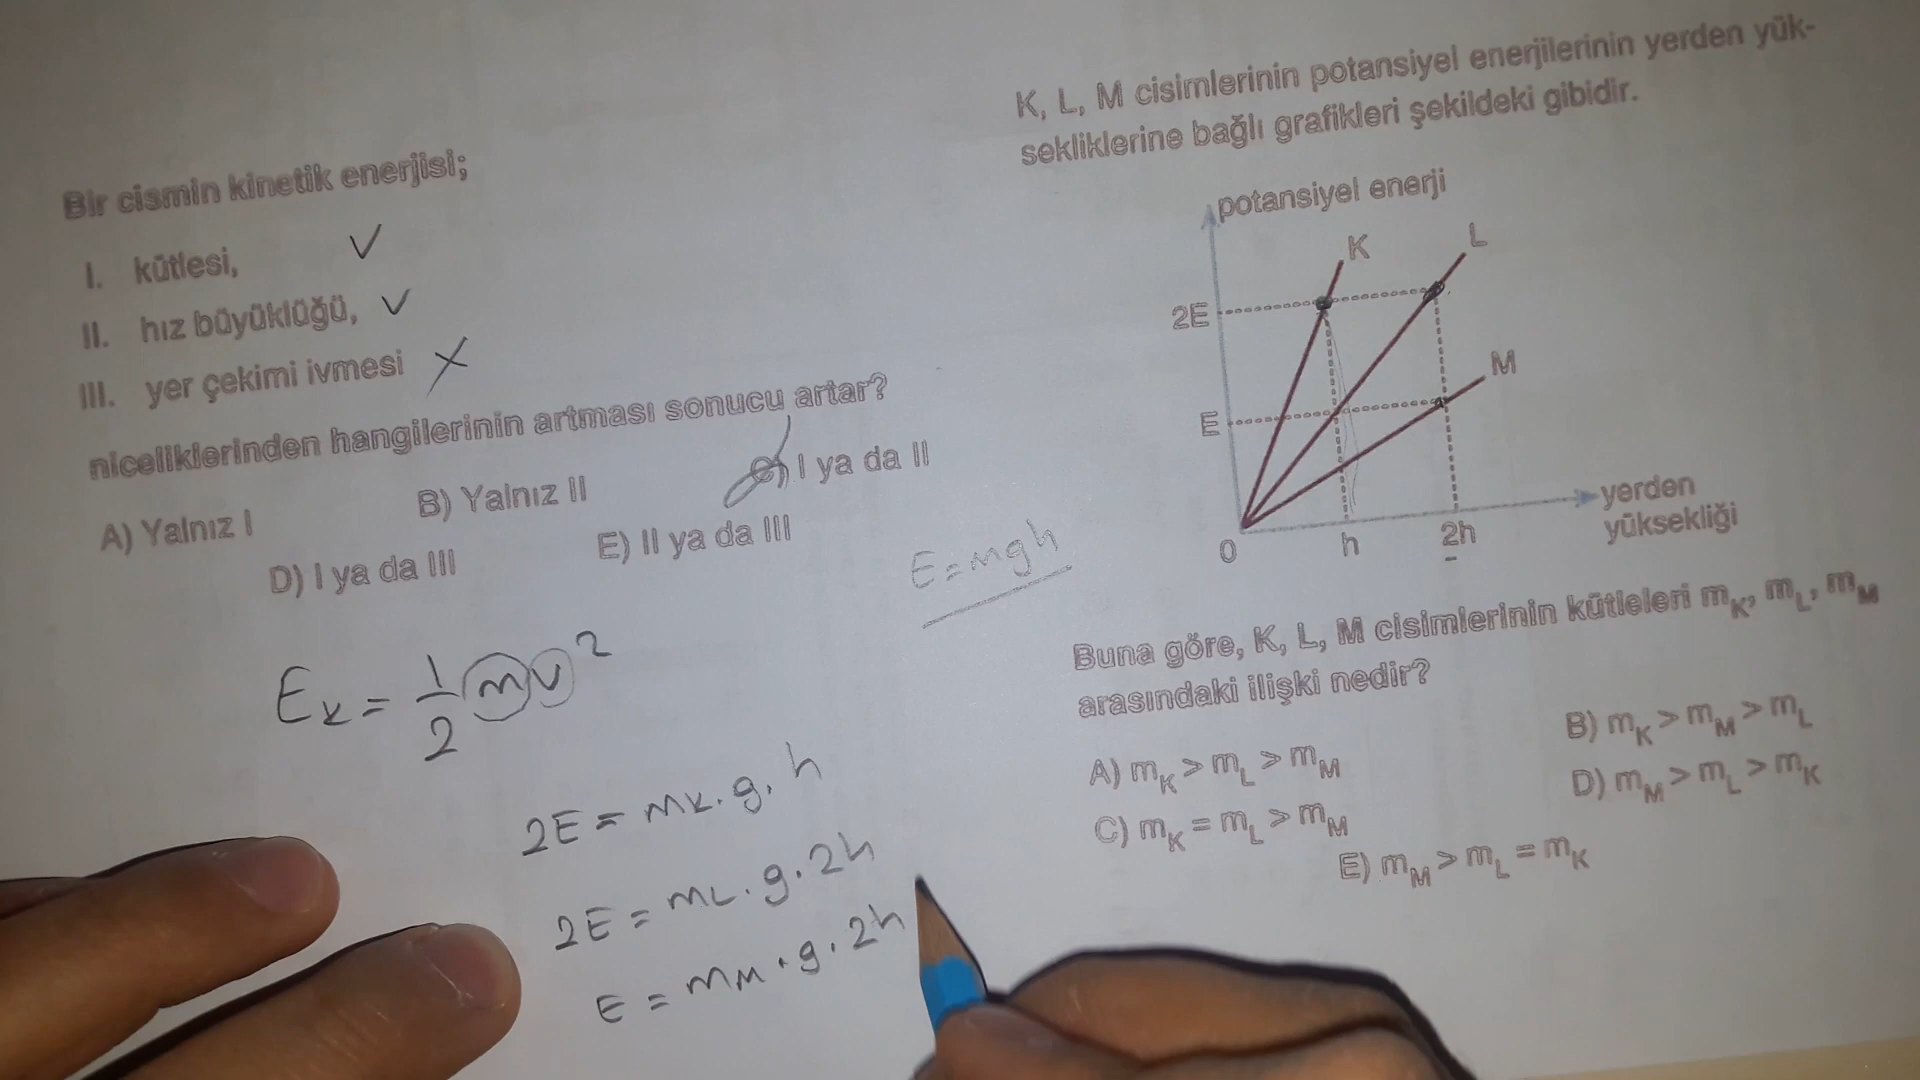 Bir cismin kinetik enerjisi;
I. kütlesi, ✓
II. hız büyüklüğü, ✓
III. yer çekimi ivmesi X
niceliklerinden hangilerinin artması sonucu artar?
A) Yalnız I
B) Yalnız II
C) I ya da II
D) I ya da III
E) II ya da III
E=mgh
Eₖ = 1/2 mv²
2E = mK.g.h
2E = mL.g.2h
E = mM.g.2h
K, L, M cisimlerinin potansiyel enerjilerinin yerden yük-
sekliklerine bağlı grafikleri şekildeki gibidir.
potansiyel enerji
K
L
2E
M
E
yerden
yüksekliği
0
h
2h
Buna göre, K, L, M cisimlerinin kütleleri mK, mL, mM
arasındaki ilişki nedir?
A) mK > mL > mM
B) mK > mM > mL
C) mK = mL > mM
D) mM > mL > mK
E) mM > mL = mK